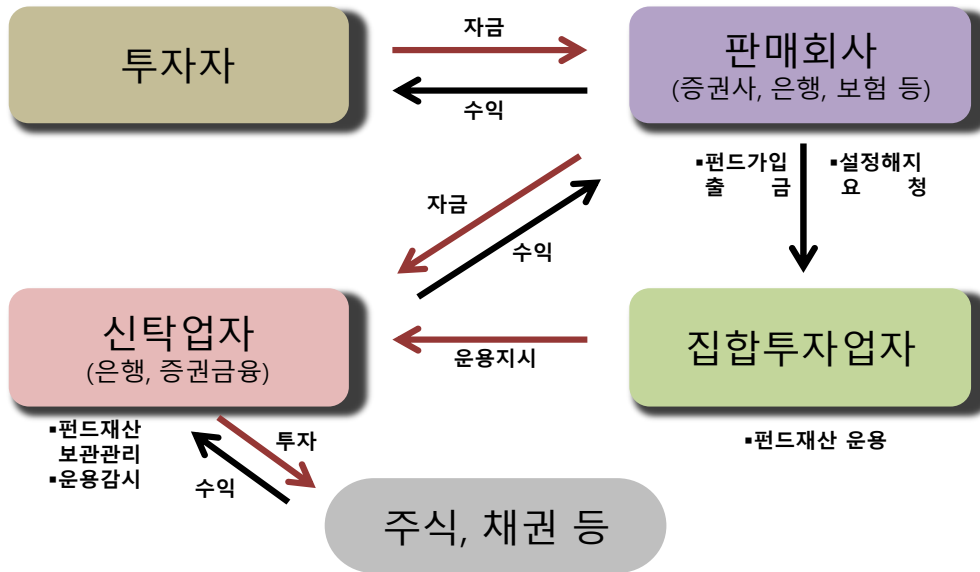 투자자
자금
수익
판매회사
(증권사, 은행, 보험 등)
▪펀드가입
출 금
▪설정해지
요 청
자금
수익
신탁업자
(은행, 증권금융)
운용지시
집합투자업자
▪펀드재산
보관관리
▪운용감시
투자
수익
▪펀드재산 운용
주식, 채권 등